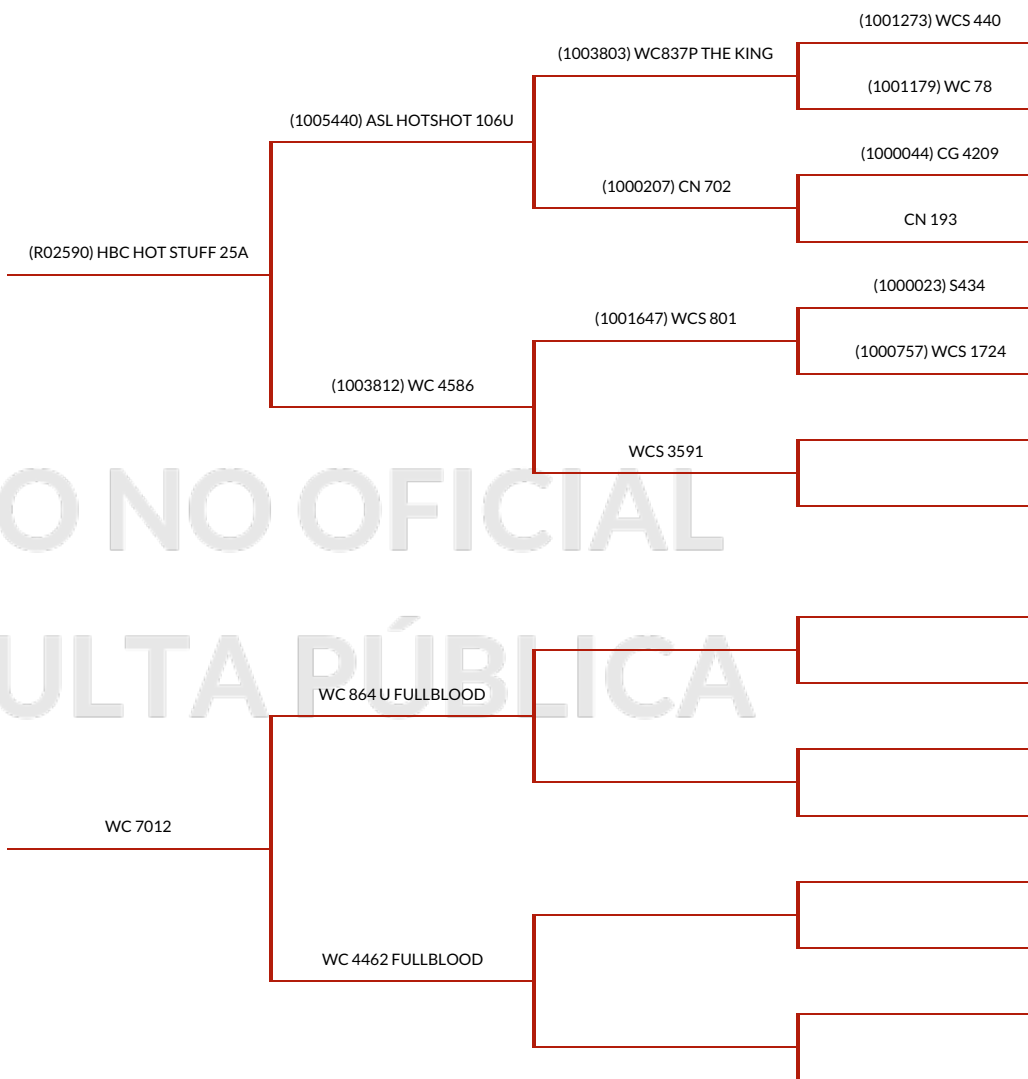 (1001273) WCS 440
(1003803) WC837P THE KING
(1001179) WC 78
(1005440) ASL HOTSHOT 106U
(1000044) CG 4209
(1000207) CN 702
CN 193
(R02590) HBC HOT STUFF 25A
(1000023) S434
(1001647) WCS 801
(1000757) WCS 1724
(1003812) WC 4586
WCS 3591
O NO OFICIAL
ULTA PÚBLICA
WC 864 U FULLBLOOD
WC 7012
WC 4462 FULLBLOOD